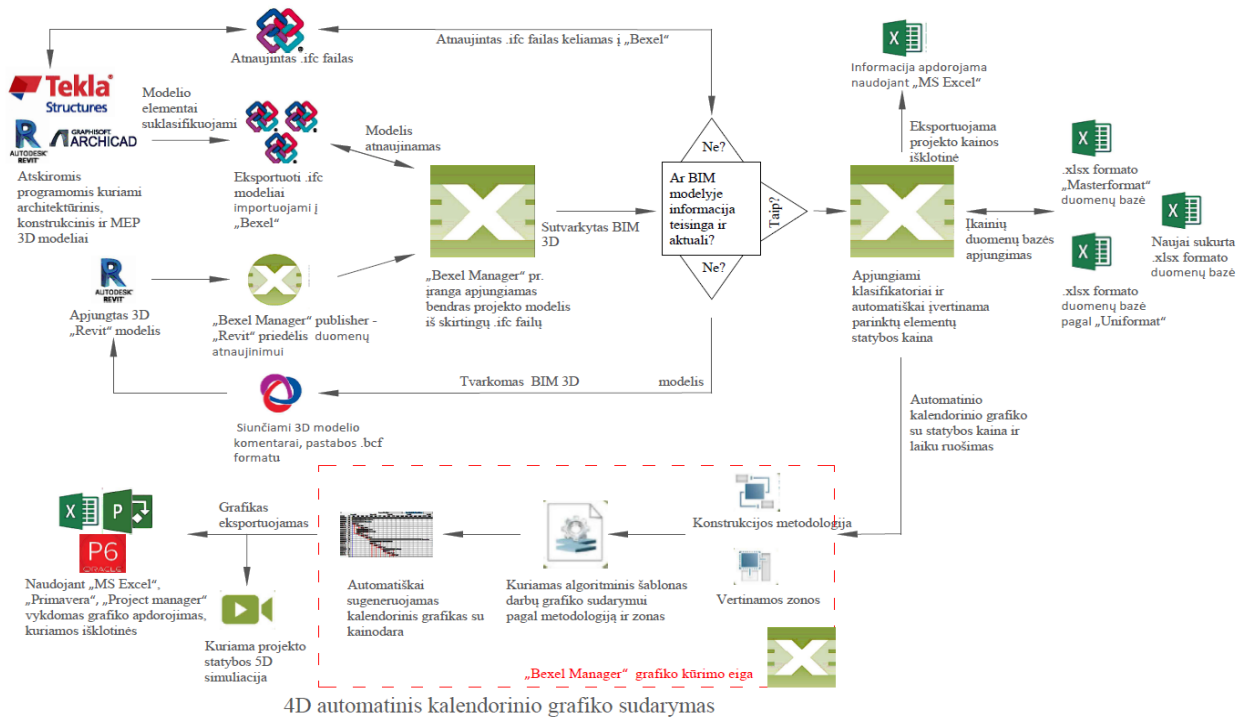 Atnaujintas .ifc failas
Atnaujintas .ifc failas keliamas į „Bexel“
Tekla®
Structures
AUTODESK®
REVIT®
GRAPHISOFT
ARCHICAD
Atskiromis
programomis kuriami
architektūrinis,
konstrukcinis ir MEP
3D modeliai
Modelio
elementai
suklasifikuojami
Eksportuoti .ifc
modeliai
importuojami į
„Bexel“
Modelis
atnaujinamas
AUTODESK®
REVIT®
Apjungtas 3D
„Revit“ modelis
„Bexel Manager“ publisher -
„Revit“ priedėlis duomenų
atnaujinimui
„Bexel Manager“ pr.
įranga apjungiamas
bendras projekto modelis
iš skirtingų .ifc failų
Sutvarkytas BIM
3D
Ne?
Ar BIM
modelyje
informacija
teisinga ir
aktuali?
Taip?
Ne?
Tvarkomas BIM 3D modelis
Siunčiami 3D modelio
komentarai, pastabos .bcf
formatu
Informacija apdorojama
naudojant „MS Excel“
Eksportuojama
projekto kainos
išklotinė
Apjungiami
klasifikatoriai ir
automatiškai įvertinama
parinktų elementų
statybos kaina
Įkainių
duomenų bazės
apjungimas
.xlsx formato
„Masterformat“
duomenų bazė
.xlsx formato
duomenų bazė
pagal „Uniformat“
Naujai sukurta
.xlsx formato
duomenų bazė
Automatinio
kalendorinio grafiko
su statybos kaina ir
laiku ruošimas
Konstrukcijos metodologija
Vertinamos zonos
Kuriamas algoritminis šablonas
darbų grafiko sudarymui
pagal metodologiją ir zonas
Automatiškai
sugeneruojamas
kalendorinis grafikas su
kainodara
„Bexel Manager“ grafiko kūrimo eiga
Grafikas
eksportuojamas
P6
ORACLE
Naudojant „MS Excel“,
„Primavera“, „Project manager“
vykdomas grafiko apdorojimas,
kuriamos išklotinės
Kuriama projekto
statybos 5D
simuliacija
4D automatinis kalendorinio grafiko sudarymas